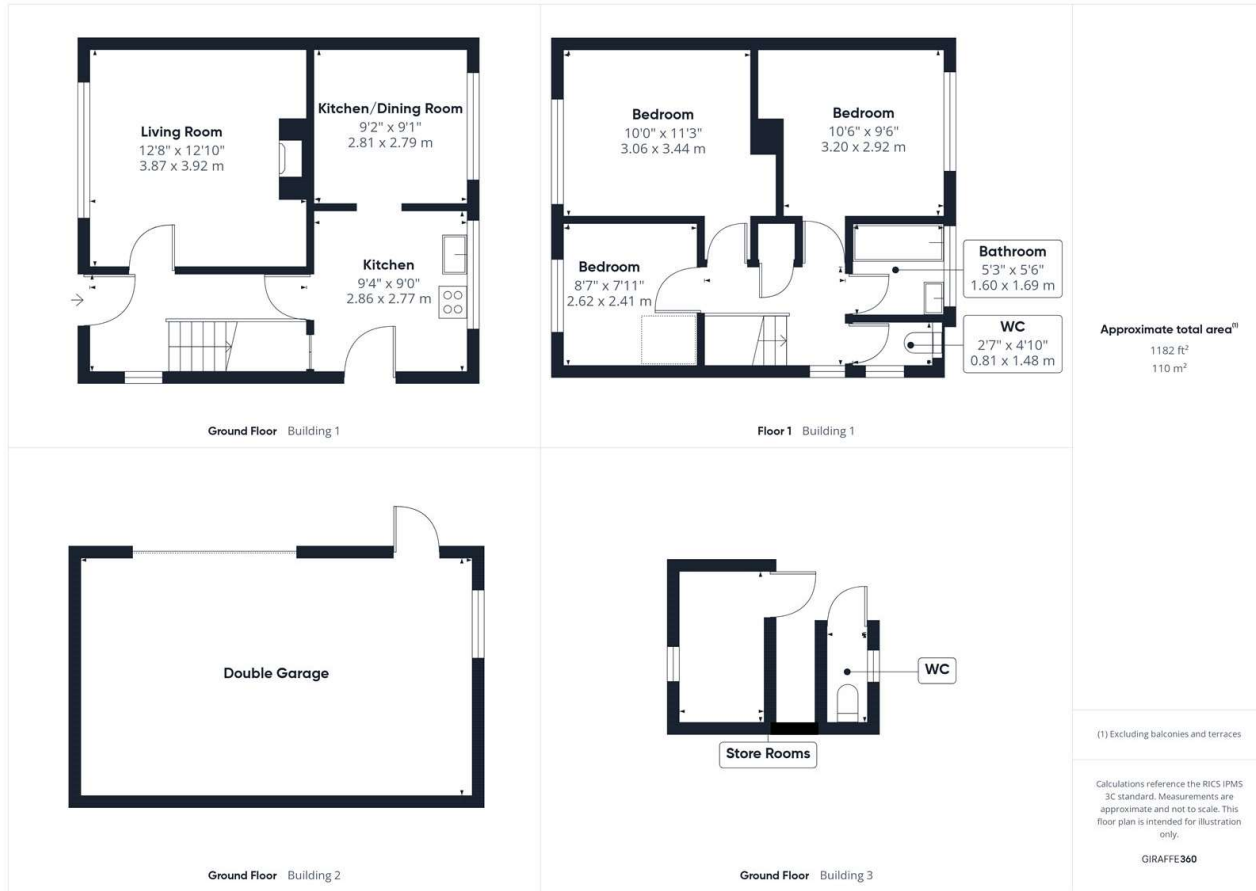 Living Room
12'8" x 12'10"
3.87 x 3.92 m
Kitchen/Dining Room
9'2" x 9'1"
2.81 x 2.79 m
Kitchen
9'4" x 9'0"
2.86 x 2.77 m
Ground Floor Building 1
Bedroom
10'0" x 11'3"
3.06 x 3.44 m
Bedroom
10'6" x 9'6"
3.20 x 2.92 m
Bedroom
8'7" x 7'11"
2.62 x 2.41 m
Bathroom
5'3" x 5'6"
1.60 x 1.69 m
WC
2'7" x 4'10"
0.81 x 1.48 m
Floor 1 Building 1
Double Garage
Ground Floor Building 2
WC
Store Rooms
Ground Floor Building 3
Approximate total area(1)
1182 ft²
110 m²
(1) Excluding balconies and terraces
Calculations reference the RICS IPMS
3C standard. Measurements are
approximate and not to scale. This
floor plan is intended for illustration
only.
GIRAFFE360